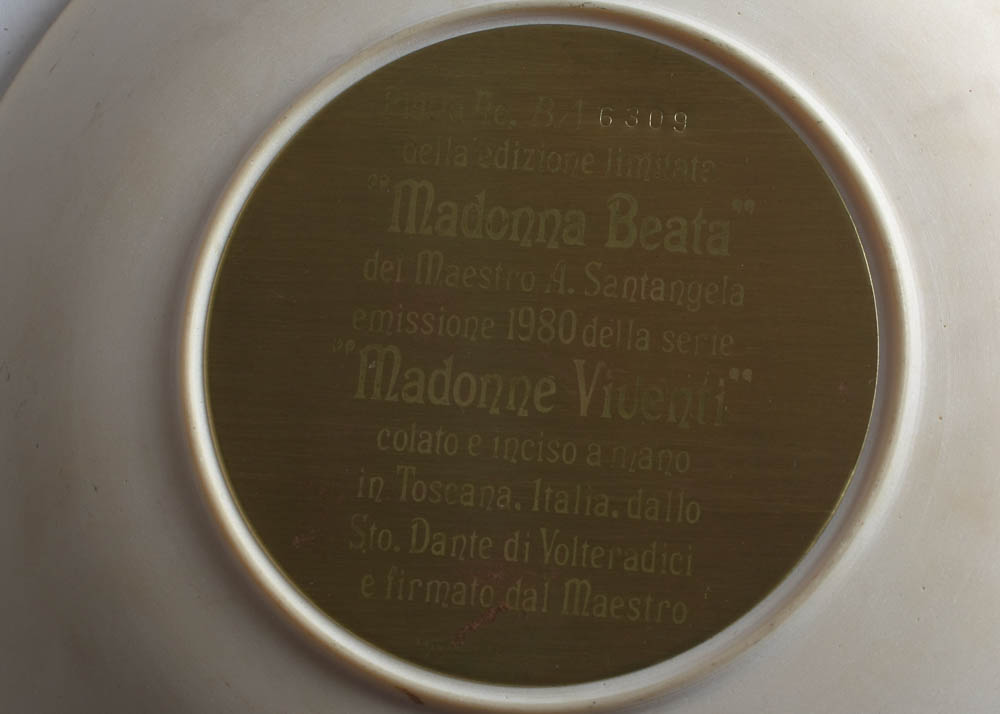 B/1 6309
della edizione limitata
""Madonna Beata""
del Maestro A. Santangela
emissione 1980 della serie
""Madonne Viventi""
colato e inciso a mano
in Toscana, Italia, dallo
Sto. Dante di Volteradici
e firmato dal Maestro